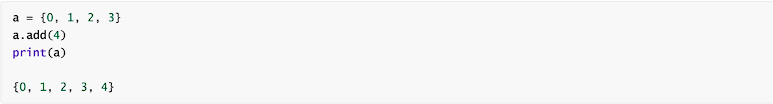 a = {0, 1, 2, 3}
a.add(4)
print(a)
{0, 1, 2, 3, 4}